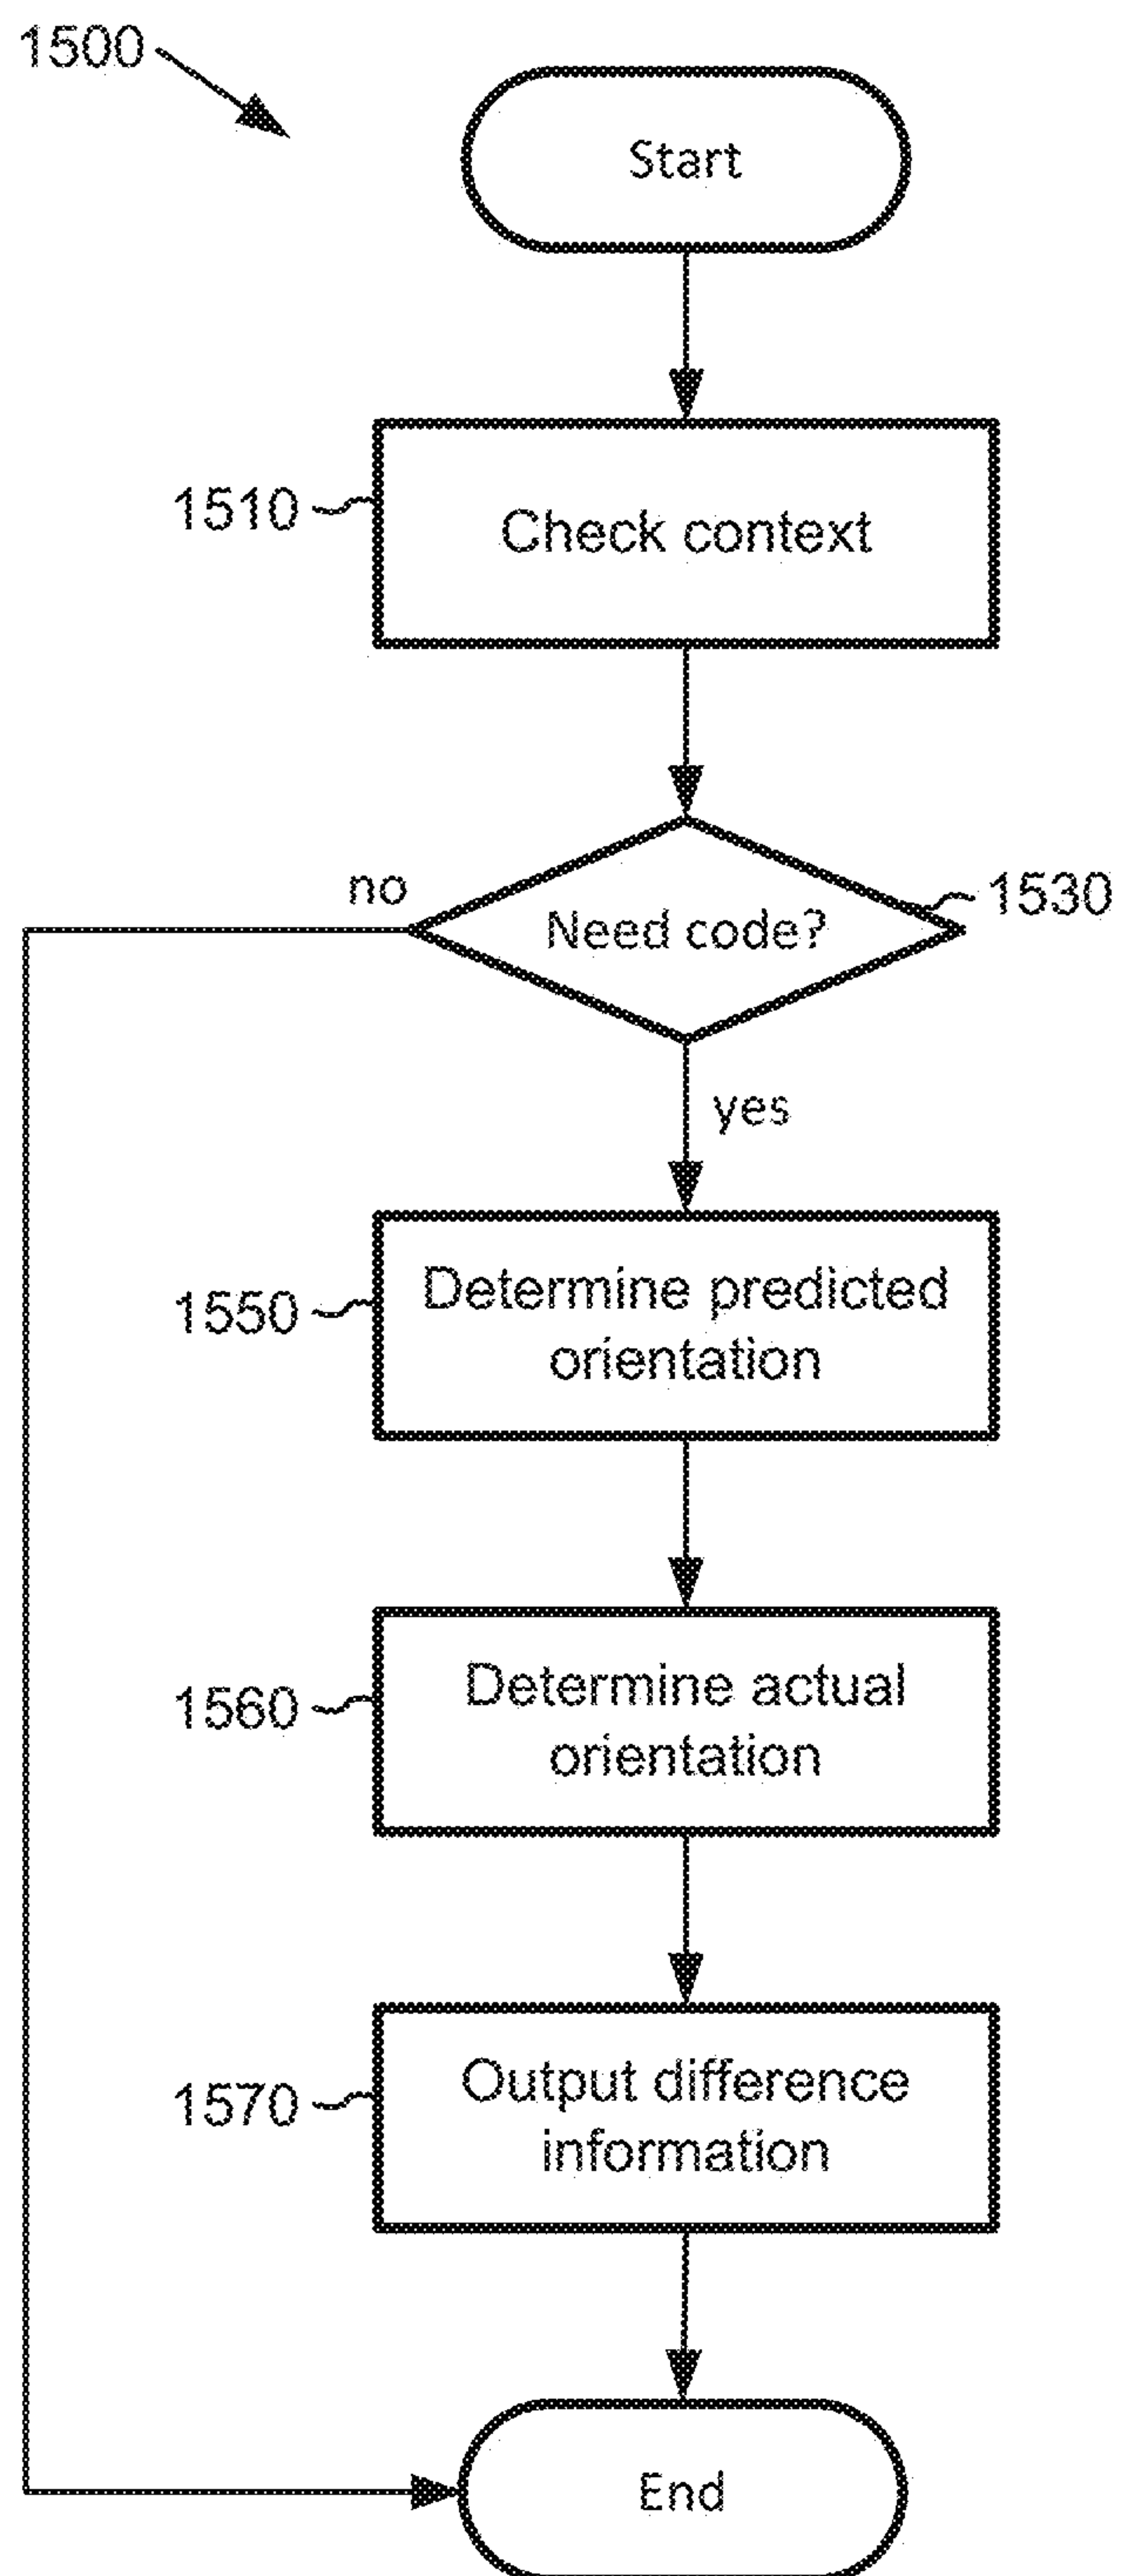 1500
Start
1510
Check context
no
Need code?
1530
yes
1550
Determine predicted
orientation
1560
Determine actual
orientation
1570
Output difference
information
End